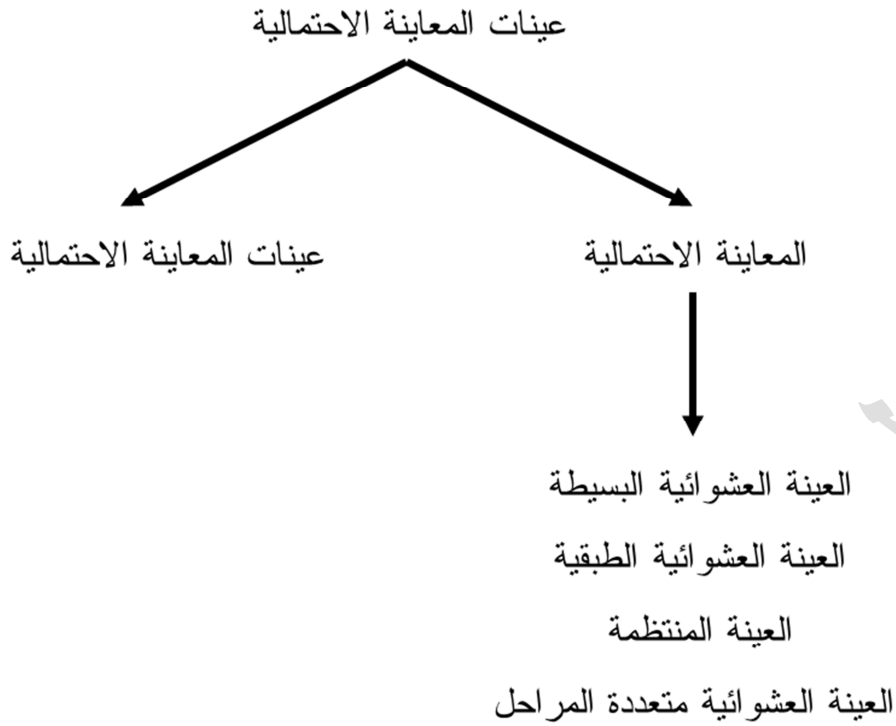 عينات المعاينة الاحتمالية
المعاينة الاحتمالية
عينات المعاينة الاحتمالية
العينة العشوائية البسيطة
العينة العشوائية الطبقية
العينة المنتظمة
العينة العشوائية متعددة المراحل